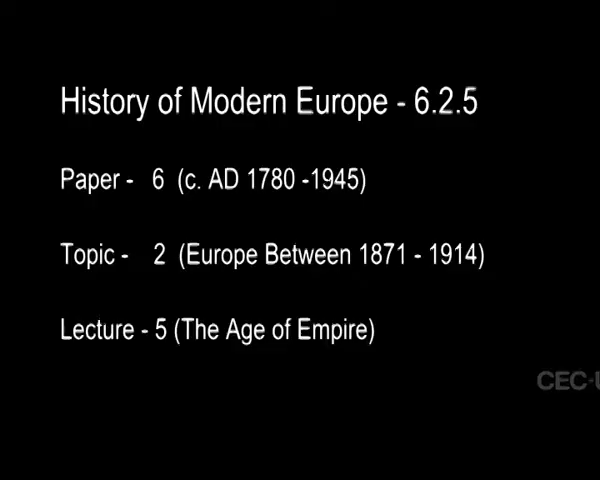 History of Modern Europe - 6.2.5
Paper - 6 (c. AD 1780 -1945)
Topic - 2 (Europe Between 1871 - 1914)
Lecture - 5 (The Age of Empire)
CEC-U